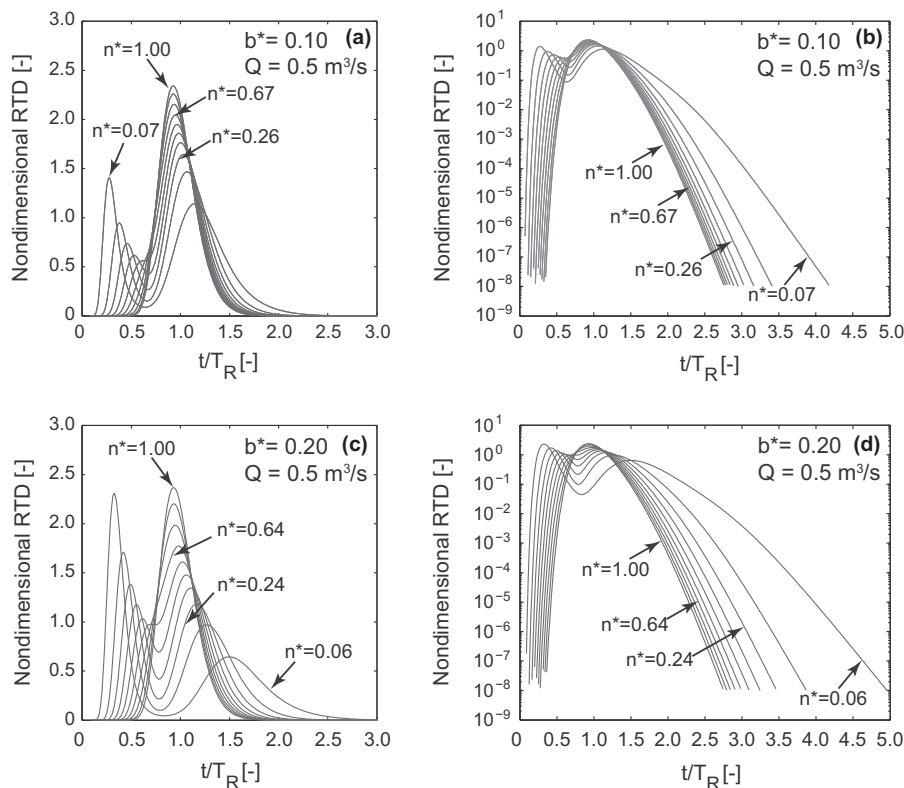 3.0
2.5
2.0
1.5
1.0
0.5
0
Nondimensional RTD [-]
n*=1.00
b*= 0.10 (a)
Q = 0.5 m³/s
n*=0.67
n*=0.07
n*=0.26
0 0.5 1.0 1.5 2.0 2.5 3.0
t/T_R [-]
10¹
10⁰
10⁻¹
10⁻²
10⁻³
10⁻⁴
10⁻⁵
10⁻⁶
10⁻⁷
10⁻⁸
10⁻⁹
Nondimensional RTD [-]
(b)
b*= 0.10
Q = 0.5 m³/s
n*=1.00
n*=0.67
n*=0.26
n*=0.07
0 0.5 1.0 1.5 2.0 2.5 3.0 3.5 4.0 4.5 5.0
t/T_R [-]
3.0
2.5
2.0
1.5
1.0
0.5
0
Nondimensional RTD [-]
n*=1.00
b*= 0.20 (c)
Q = 0.5 m³/s
n*=0.64
n*=0.24
n*=0.06
0 0.5 1.0 1.5 2.0 2.5 3.0
t/T_R [-]
10¹
10⁰
10⁻¹
10⁻²
10⁻³
10⁻⁴
10⁻⁵
10⁻⁶
10⁻⁷
10⁻⁸
10⁻⁹
Nondimensional RTD [-]
b*= 0.20 (d)
Q = 0.5 m³/s
n*=1.00
n*=0.64
n*=0.24
n*=0.06
0 0.5 1.0 1.5 2.0 2.5 3.0 3.5 4.0 4.5 5.0
t/T_R [-]